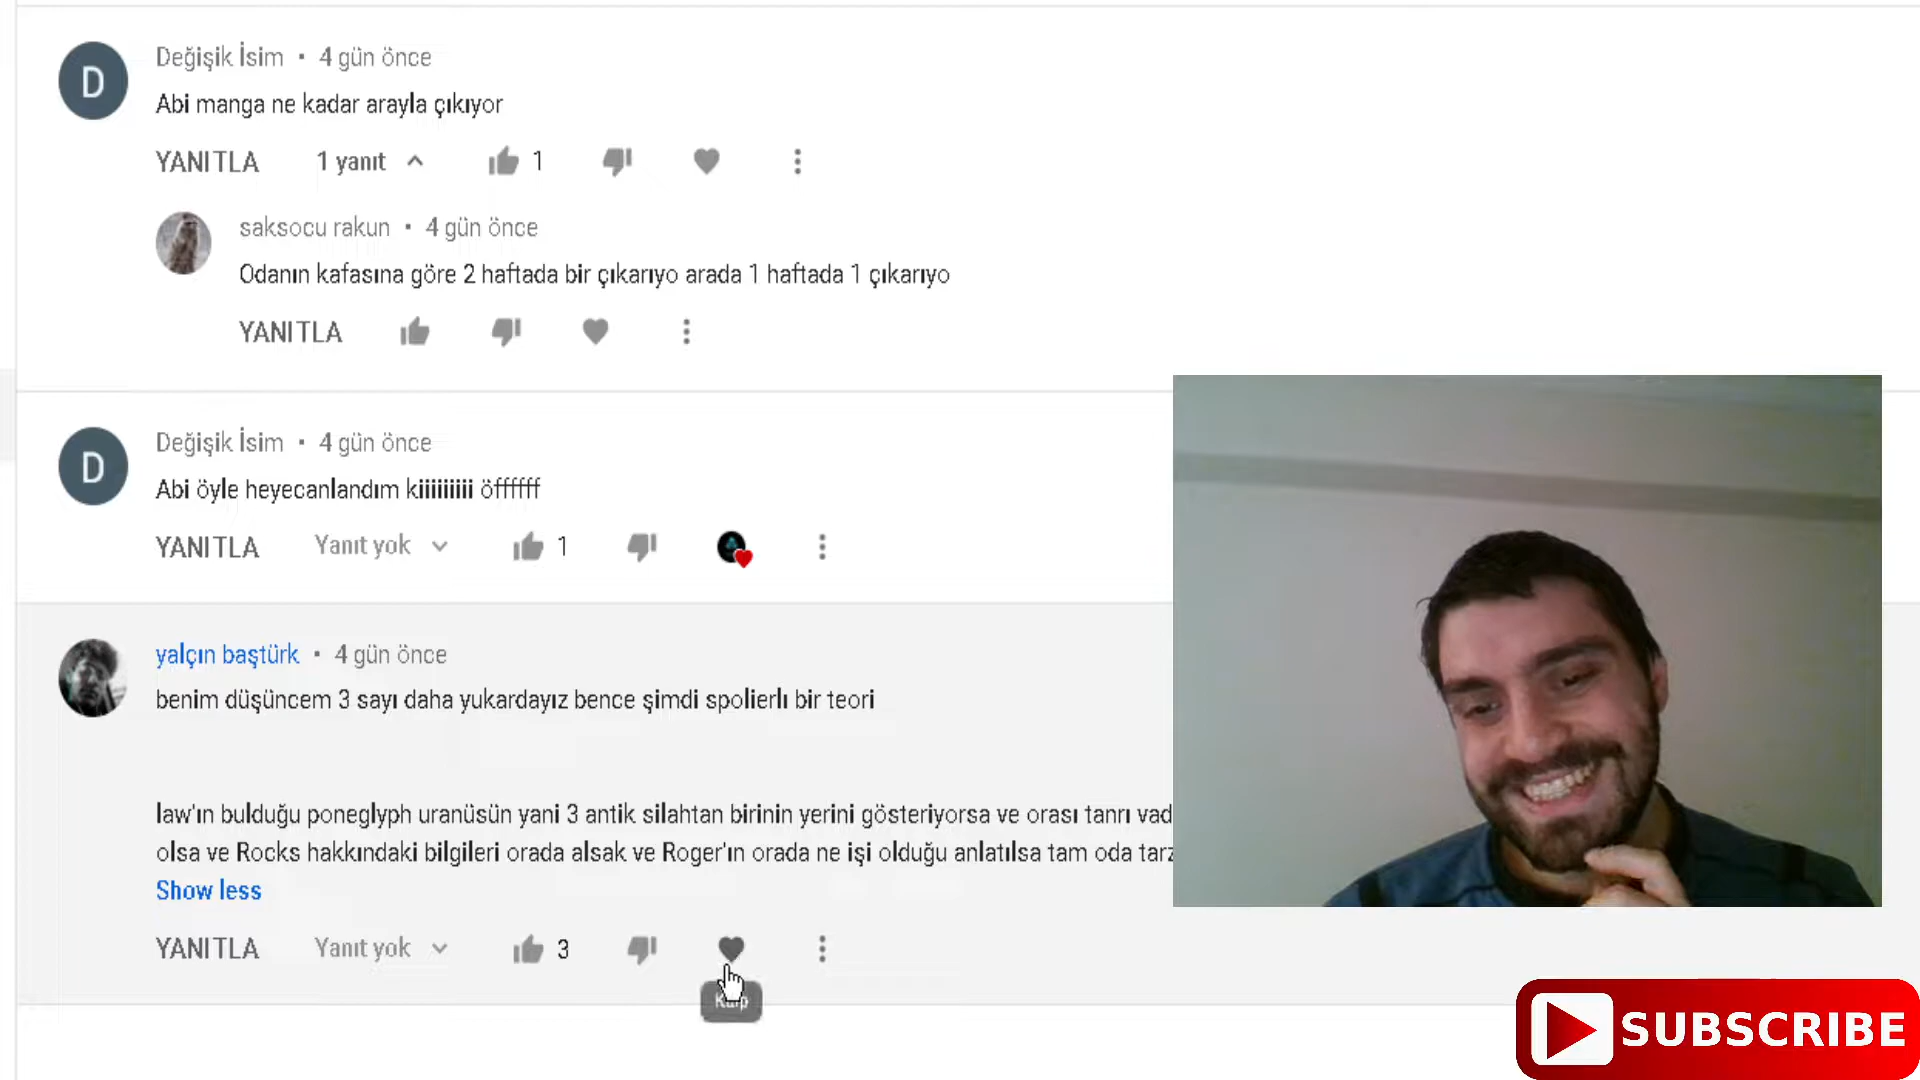 D
Değişik İsim • 4 gün önce
Abi manga ne kadar arayla çıkıyor
YANITLA 1 yanıt 1
saksocu rakun • 4 gün önce
Odanın kafasına göre 2 haftada bir çıkarıyo arada 1 haftada 1 çıkarıyo
YANITLA
D
Değişik İsim • 4 gün önce
Abi öyle heyecanlandım kiiiiiiiii öffffff
YANITLA Yanıt yok 1
yalçın baştürk • 4 gün önce
benim düşüncem 3 sayı daha yukardayız bence şimdi spolierlı bir teori
law'ın bulduğu poneglyph uranüsün yani 3 antik silahtan birinin yerini gösteriyorsa ve orası tanrı vad
olsa ve Rocks hakkındaki bilgileri orada alsak ve Roger'ın orada ne işi olduğu anlatılsa tam oda tarz
Show less
YANITLA Yanıt yok 3
Kalp
SUBSCRIBE